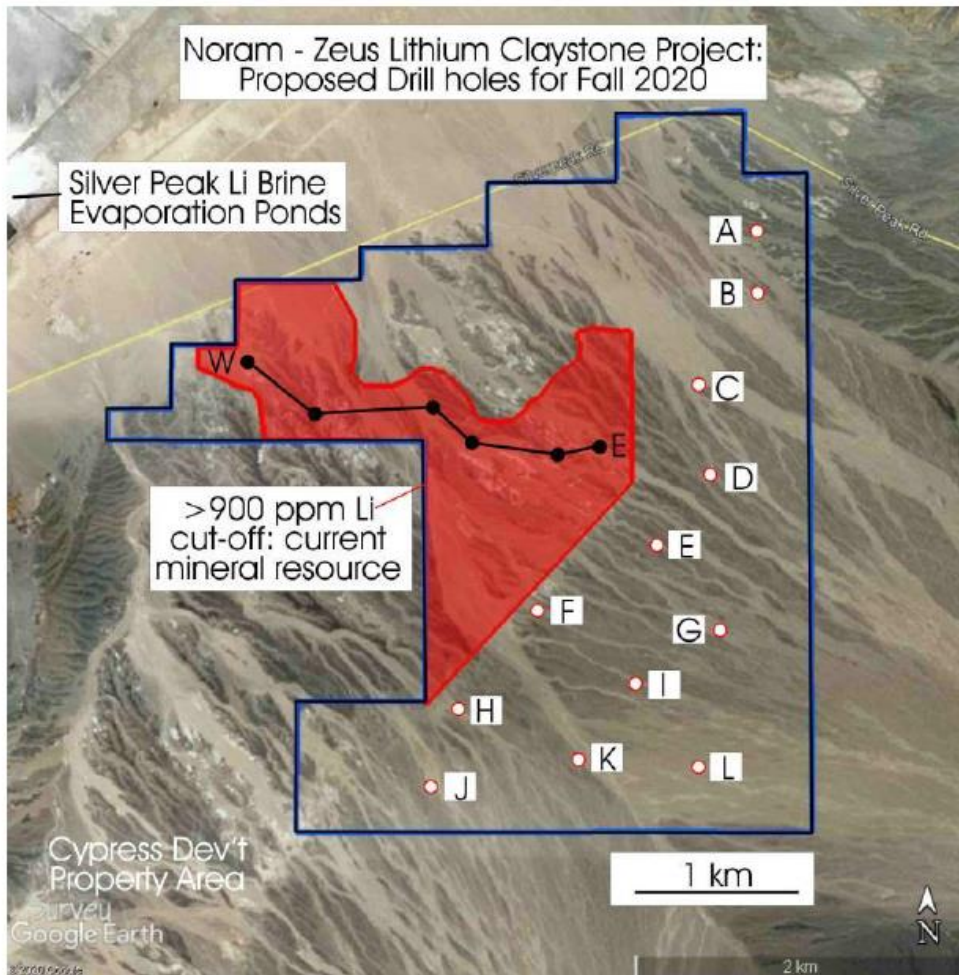 Noram - Zeus Lithium Claystone Project:
Proposed Drill holes for Fall 2020
Silver Peak Rd
Silver Peak Rd
Silver Peak Li Brine
Evaporation Ponds
A
B
W
C
E
D
>900 ppm Li
cut-off: current
mineral resource
E
F
G
I
H
K
L
J
Cypress Dev't
Property Area
Survey
Google Earth
1 km
N
2 km